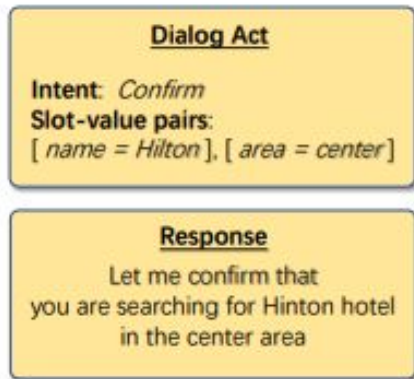 Dialog Act
Intent: Confirm
Slot-value pairs:
[ name = Hilton ], [ area = center ]
Response
Let me confirm that
you are searching for Hinton hotel
in the center area